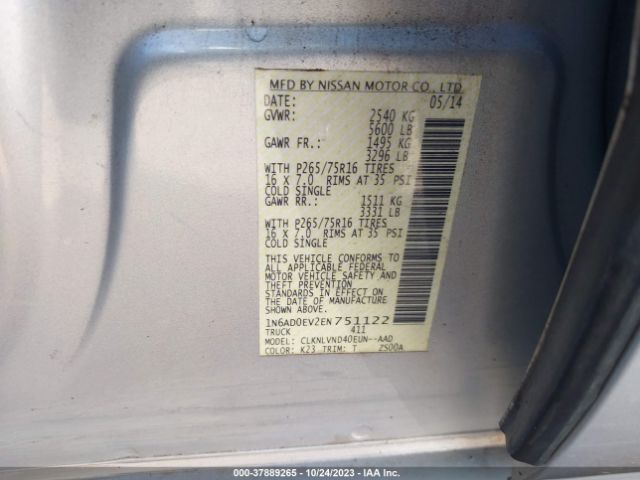 MFD BY NISSAN MOTOR CO., LTD.
DATE: 05/14
GVWR: 2540 KG
5600 LB
GAWR FR.: 1495 KG
3296 LB
WITH P265/75R16 TIRES
16 X 7.0 RIMS AT 35 PSI
COLD SINGLE
GAWR RR.: 1511 KG
3331 LB
WITH P265/75R16 TIRES
16 X 7.0 RIMS AT 35 PSI
COLD SINGLE
THIS VEHICLE CONFORMS TO
ALL APPLICABLE FEDERAL
MOTOR VEHICLE SAFETY AND
THEFT PREVENTION
STANDARDS IN EFFECT ON
THE DATE OF MANUFACTURE
SHOWN ABOVE.
1N6AD0EV2EN751122
TRUCK 411
MODEL: CLKNLVND40EUN--AAD
COLOR: K23 TRIM: T ZS00A
000-37889265 - 10/24/2023 - IAA Inc.